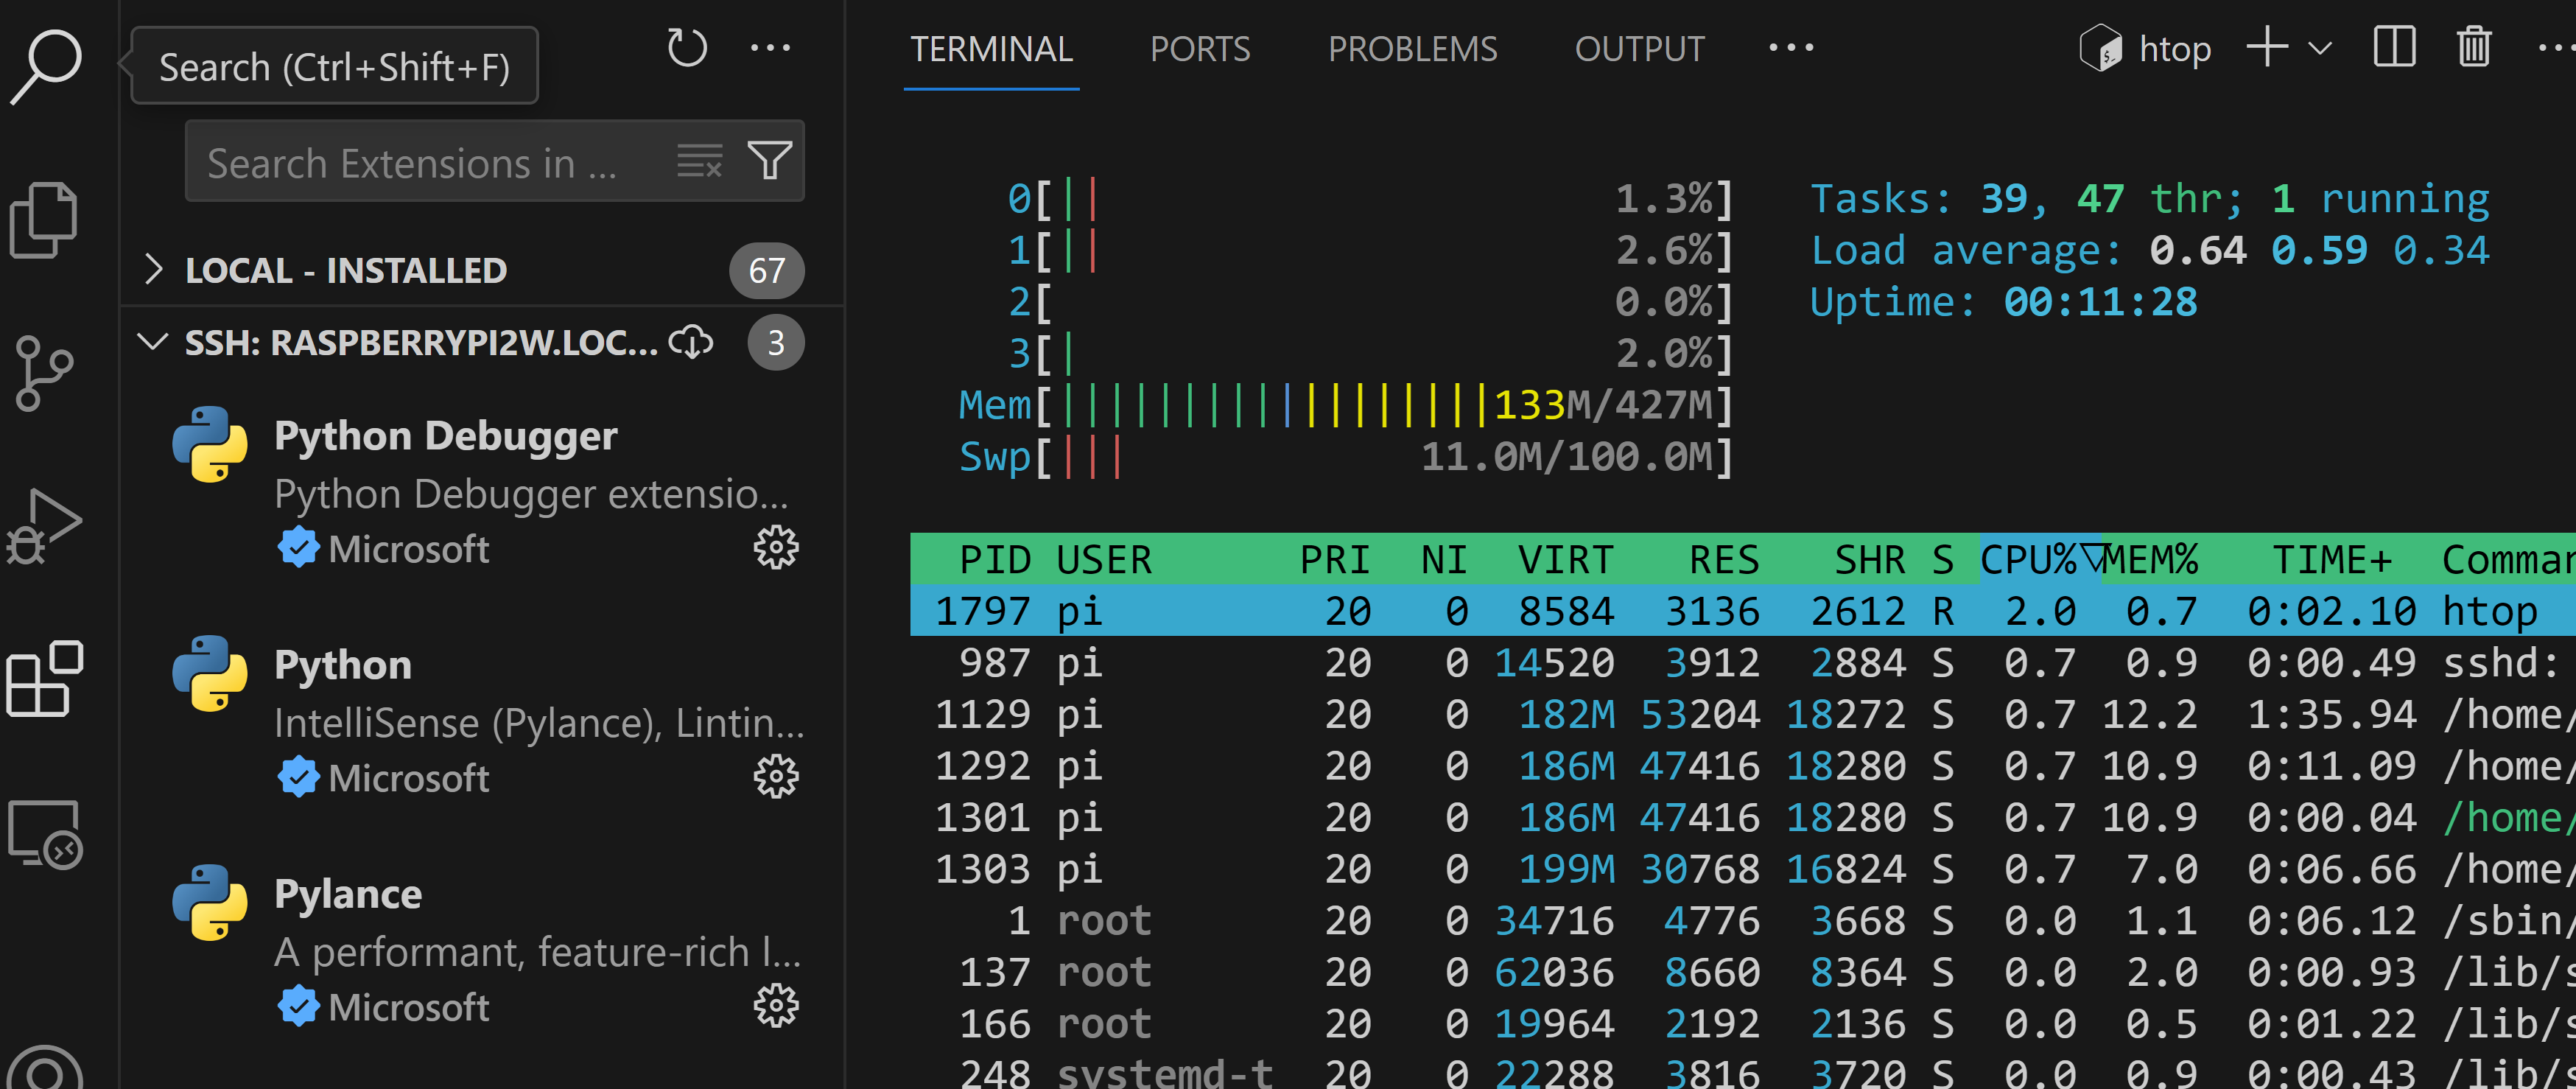 Search (Ctrl+Shift+F)
Search Extensions in ...
LOCAL - INSTALLED 67
SSH: RASPBERRYPI2W.LOC... 3
Python Debugger
Python Debugger extensio...
Microsoft
Python
IntelliSense (Pylance), Lintin...
Microsoft
Pylance
A performant, feature-rich l...
Microsoft
TERMINAL PORTS PROBLEMS OUTPUT ... htop
0[|| 1.3%]
1[|| 2.6%]
2[ 0.0%]
3[| 2.0%]
Mem[||||||||||||||||||133M/427M]
Swp[||| 11.0M/100.0M]
Tasks: 39, 47 thr; 1 running
Load average: 0.64 0.59 0.34
Uptime: 00:11:28
PID USER PRI NI VIRT RES SHR S CPU%▽MEM% TIME+ Comman
1797 pi 20 0 8584 3136 2612 R 2.0 0.7 0:02.10 htop
987 pi 20 0 14520 3912 2884 S 0.7 0.9 0:00.49 sshd:
1129 pi 20 0 182M 53204 18272 S 0.7 12.2 1:35.94 /home/
1292 pi 20 0 186M 47416 18280 S 0.7 10.9 0:11.09 /home/
1301 pi 20 0 186M 47416 18280 S 0.7 10.9 0:00.04 /home/
1303 pi 20 0 199M 30768 16824 S 0.7 7.0 0:06.66 /home/
1 root 20 0 34716 4776 3668 S 0.0 1.1 0:06.12 /sbin/
137 root 20 0 62036 8660 8364 S 0.0 2.0 0:00.93 /lib/s
166 root 20 0 19964 2192 2136 S 0.0 0.5 0:01.22 /lib/s
248 systemd-t 20 0 22288 3816 3720 S 0.0 0.9 0:00.43 /lib/s